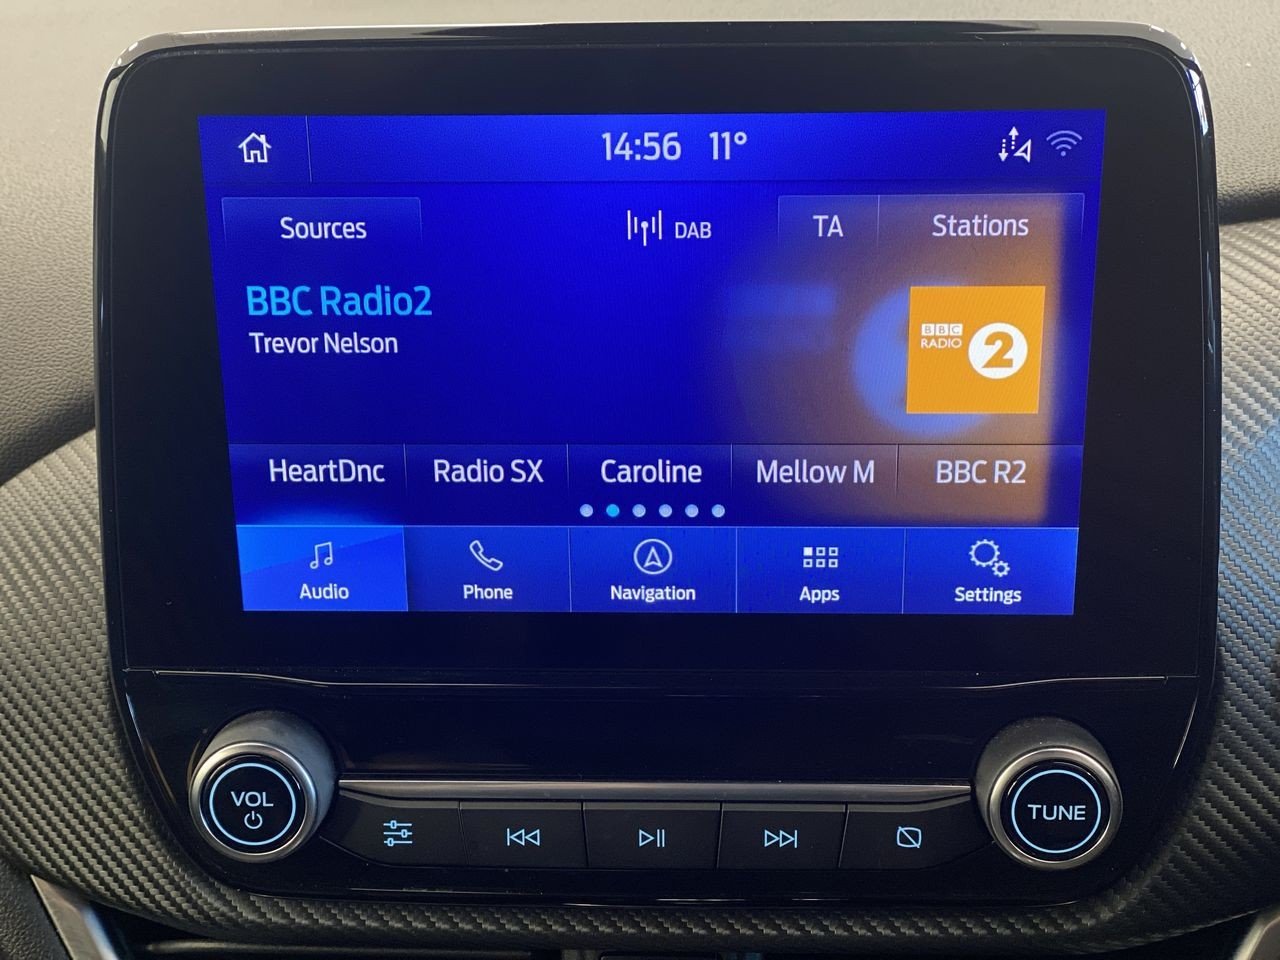 14:56 11°
Sources
DAB
TA
Stations
BBC Radio2
Trevor Nelson
BBC
RADIO
2
HeartDnc
Radio SX
Caroline
Mellow M
BBC R2
Audio
Phone
Navigation
Apps
Settings
VOL
TUNE